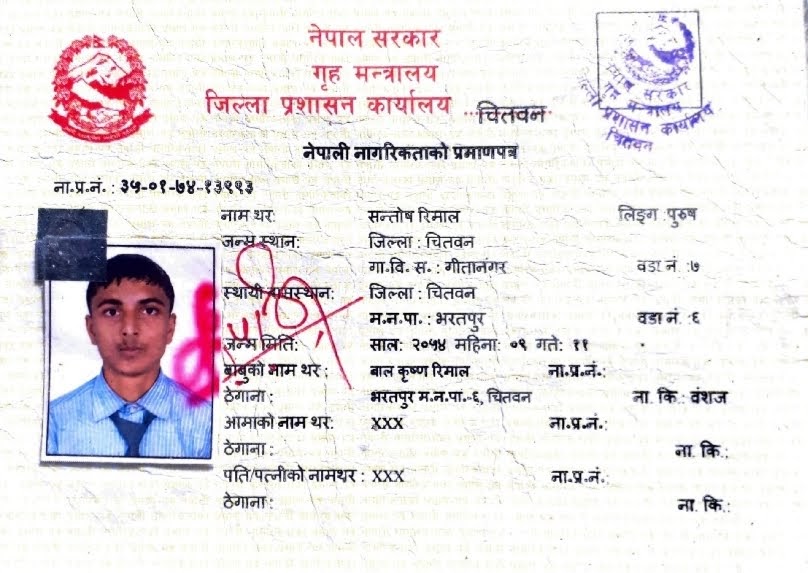 नेपाल सरकार
गृह मन्त्रालय
जिल्ला प्रशासन कार्यालय ...चितवन..
नेपाल सरकार
गृह मन्त्रालय
जिल्ला प्रशासन कार्यालय
चितवन
नेपाली नागरिकताको प्रमाणपत्र
ना.प्र.नं. : ३५-०१-७४-१३९९३
नाम थर: सन्तोष रिमाल लिङ्ग :पुरुष
जन्म स्थान: जिल्ला : चितवन
गा.वि. स. : गीतानगर वडा नं. :७
स्थायी बासस्थान: जिल्ला : चितवन
म.न.पा. : भरतपुर वडा नं. :६
जन्म मिति: साल: २०५४ महिना: ०९ गते: ११
बाबुको नाम थर : बाल कृष्ण रिमाल ना.प्र.नं.:
ठेगाना : भरतपुर म.न.पा.-६, चितवन ना. कि.: वंशज
आमाको नाम थर: XXX ना.प्र.नं.:
ठेगाना: ना. कि.:
पति/पत्नीको नामथर : XXX ना.प्र.नं.:
ठेगाना: ना. कि.: